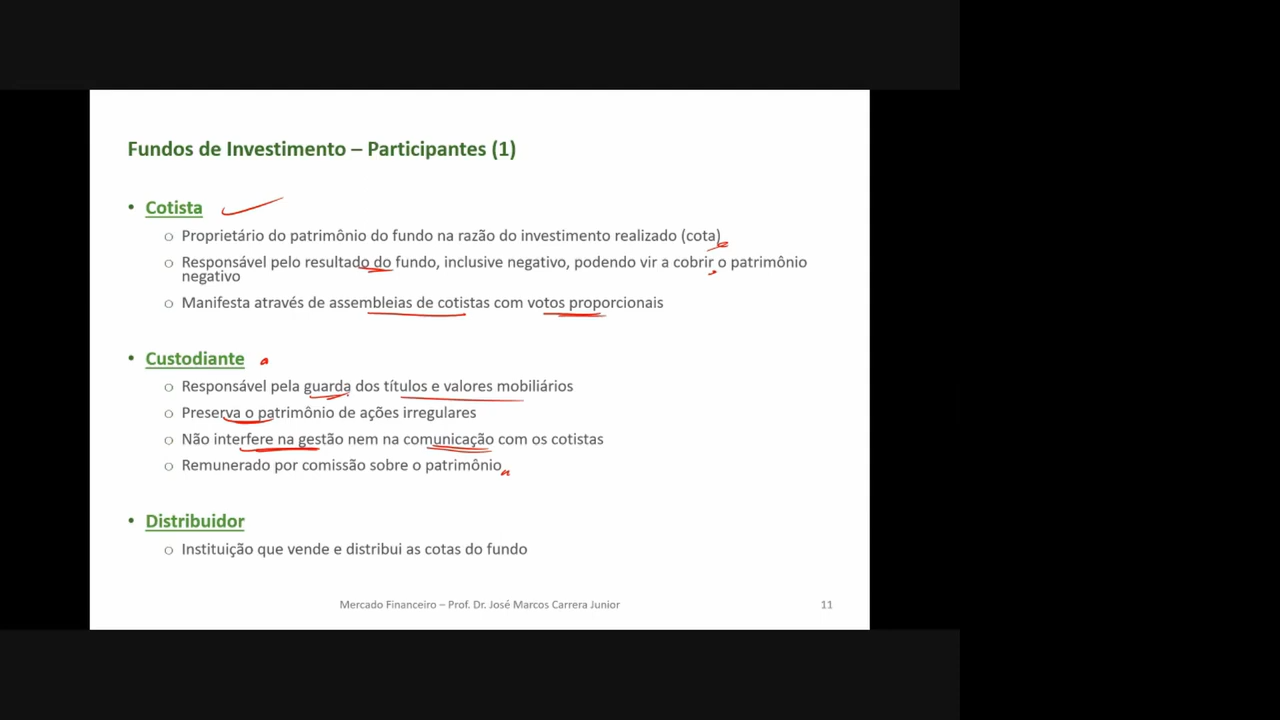 Fundos de Investimento – Participantes (1)
• Cotista
○ Proprietário do patrimônio do fundo na razão do investimento realizado (cota)
○ Responsável pelo resultado do fundo, inclusive negativo, podendo vir a cobrir o patrimônio
negativo
○ Manifesta através de assembleias de cotistas com votos proporcionais
• Custodiante
○ Responsável pela guarda dos títulos e valores mobiliários
○ Preserva o patrimônio de ações irregulares
○ Não interfere na gestão nem na comunicação com os cotistas
○ Remunerado por comissão sobre o patrimônio
• Distribuidor
○ Instituição que vende e distribui as cotas do fundo
Mercado Financeiro – Prof. Dr. José Marcos Carrera Junior
11